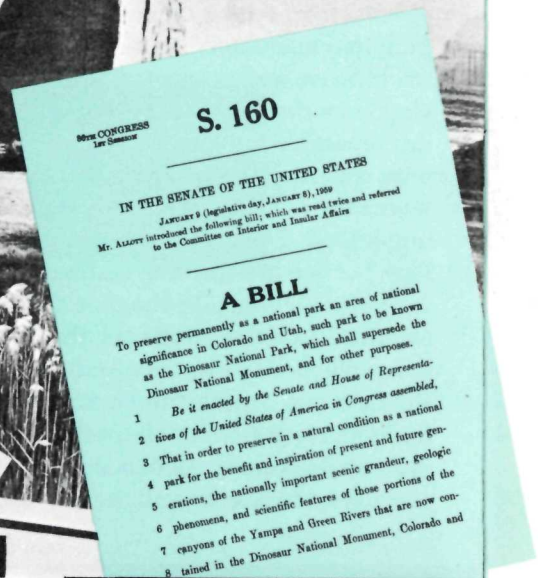 86TH CONGRESS
1ST SESSION
S. 160
IN THE SENATE OF THE UNITED STATES
JANUARY 9 (legislative day, JANUARY 8), 1959
Mr. ALLOTT introduced the following bill; which was read twice and referred
to the Committee on Interior and Insular Affairs
A BILL
To preserve permanently as a national park an area of national
significance in Colorado and Utah, such park to be known
as the Dinosaur National Park, which shall supersede the
Dinosaur National Monument, and for other purposes.
1 Be it enacted by the Senate and House of Representa-
2 tives of the United States of America in Congress assembled,
3 That in order to preserve in a natural condition as a national
4 park for the benefit and inspiration of present and future gen-
5 erations, the nationally important scenic grandeur, geologic
6 phenomena, and scientific features of those portions of the
7 canyons of the Yampa and Green Rivers that are now con-
8 tained in the Dinosaur National Monument, Colorado and